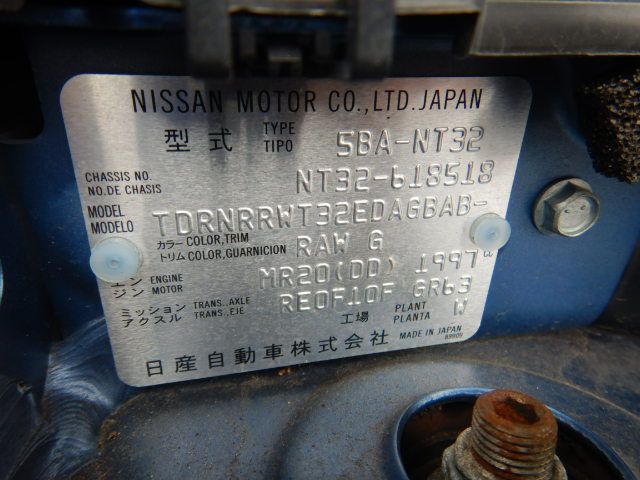 NISSAN MOTOR CO.,LTD. JAPAN
型式 TYPE TIPO 5BA-NT32
CHASSIS NO. NO. DE CHASIS NT32-618518
MODEL MODELO TDRNRRWT32EDAGBAB-
カラー トリム COLOR,TRIM COLOR,GUARNICION RAW G
エンジン ENGINE MOTOR MR20(DD) 1997 cc
ミッション アクスル TRANS.,AXLE TRANS.,EJE RE0F10F GR63
工場 PLANT PLANTA W
日産自動車株式会社 MADE IN JAPAN